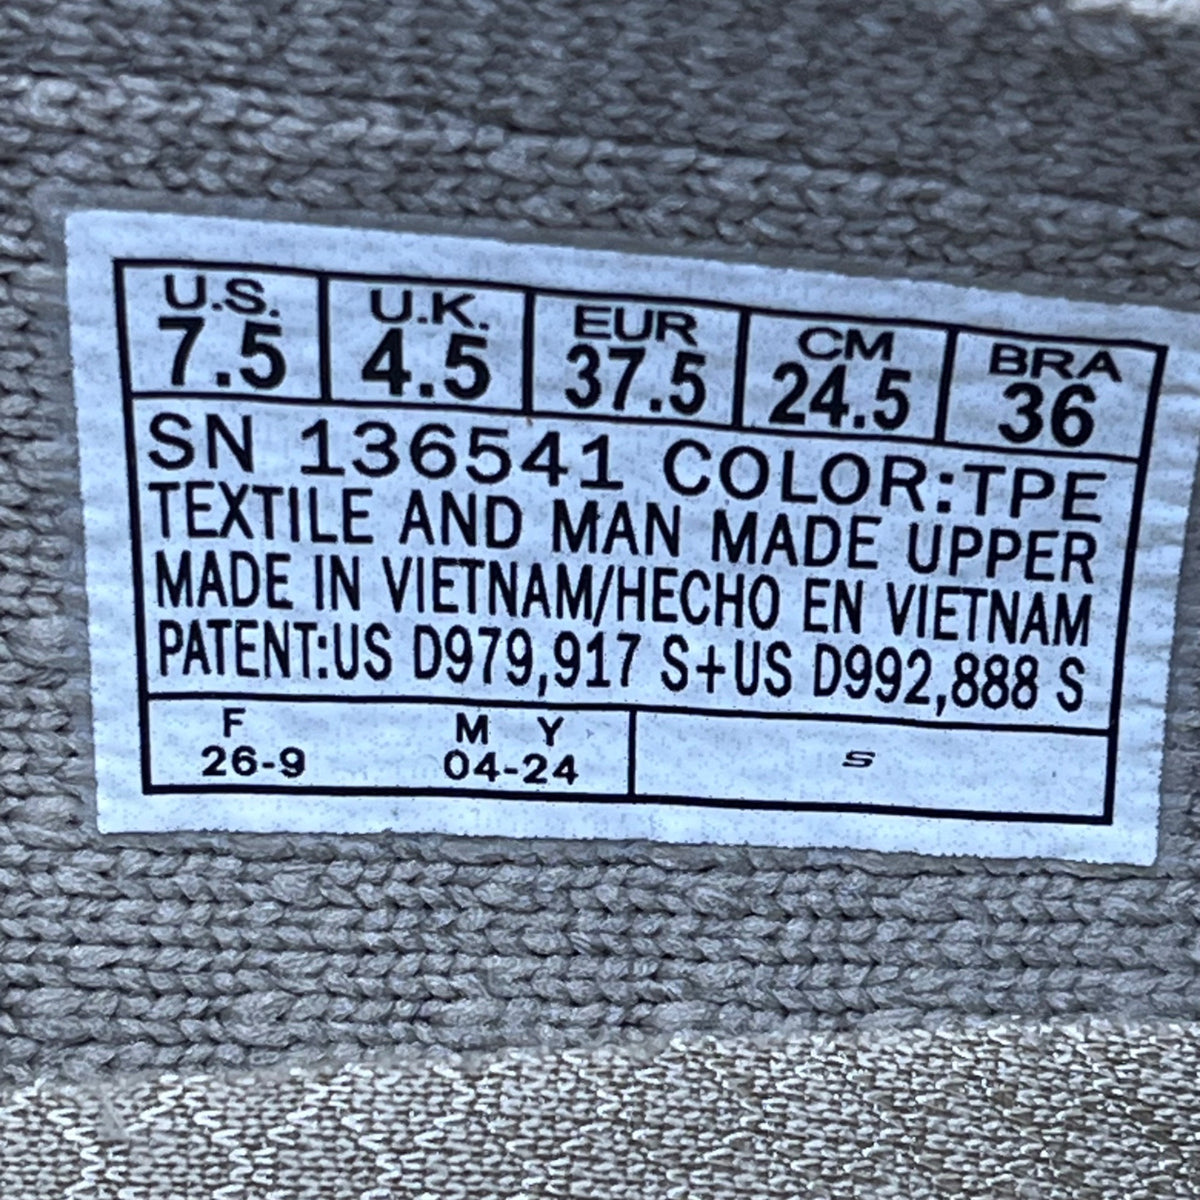 U.S. U.K. EUR CM BRA
7.5 4.5 37.5 24.5 36
SN 136541 COLOR:TPE
TEXTILE AND MAN MADE UPPER
MADE IN VIETNAM/HECHO EN VIETNAM
PATENT:US D979,917 S+US D992,888 S
F M Y
26-9 04-24 S